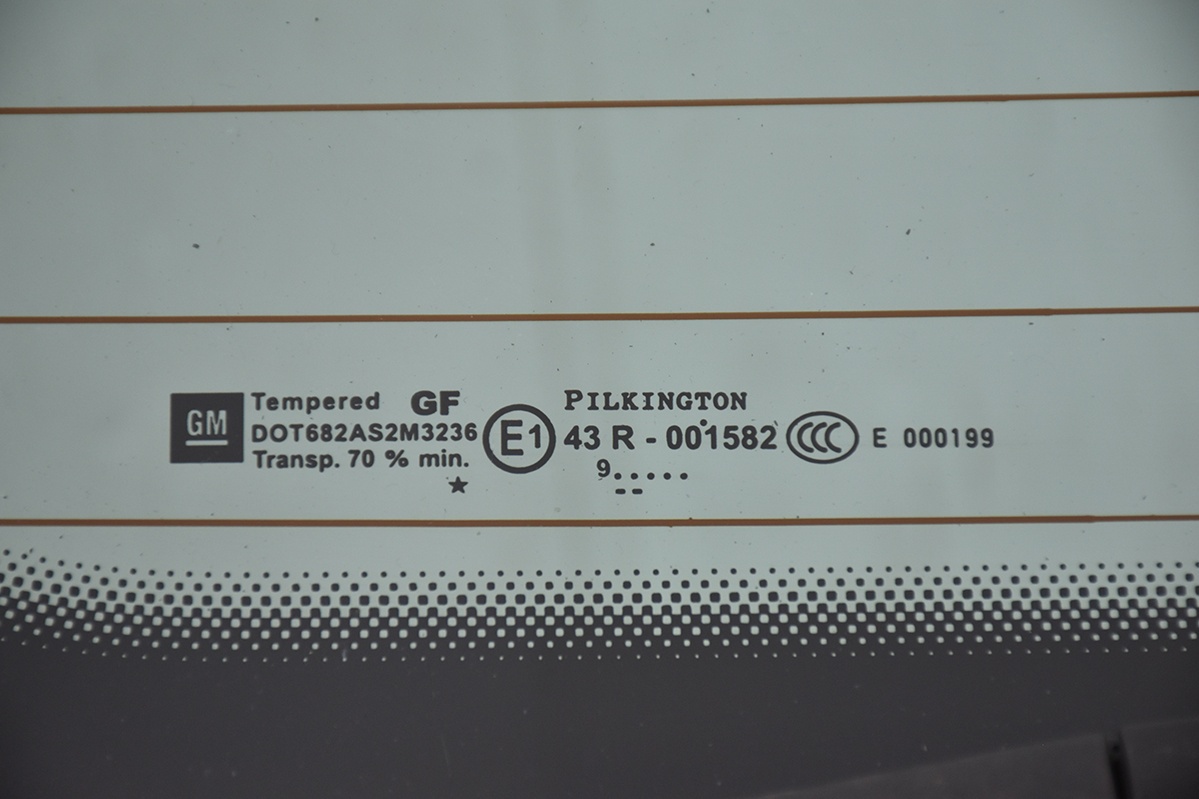 GM
Tempered GF
DOT682AS2M3236
Transp. 70 % min.
E1
PILKINGTON
43 R - 001582
9.....
--
CCC E 000199